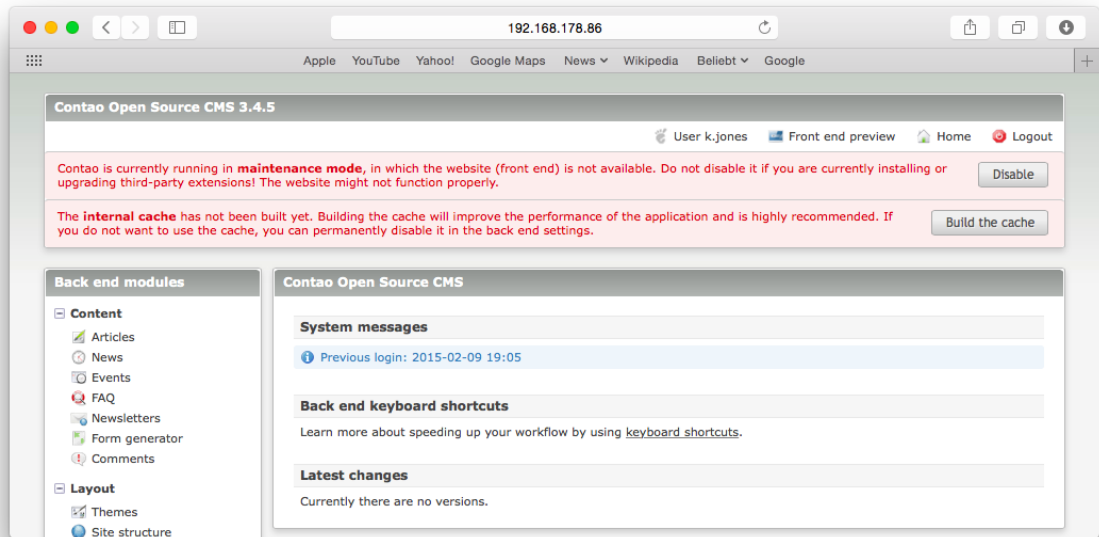 192.168.178.86
Apple YouTube Yahoo! Google Maps News Wikipedia Beliebt Google
Contao Open Source CMS 3.4.5
User k.jones Front end preview Home Logout
Contao is currently running in maintenance mode, in which the website (front end) is not available. Do not disable it if you are currently installing or
upgrading third-party extensions! The website might not function properly.
Disable
The internal cache has not been built yet. Building the cache will improve the performance of the application and is highly recommended. If
you do not want to use the cache, you can permanently disable it in the back end settings.
Build the cache
Back end modules
Content
Articles
News
Events
FAQ
Newsletters
Form generator
Comments
Layout
Themes
Site structure
Contao Open Source CMS
System messages
Previous login: 2015-02-09 19:05
Back end keyboard shortcuts
Learn more about speeding up your workflow by using keyboard shortcuts.
Latest changes
Currently there are no versions.